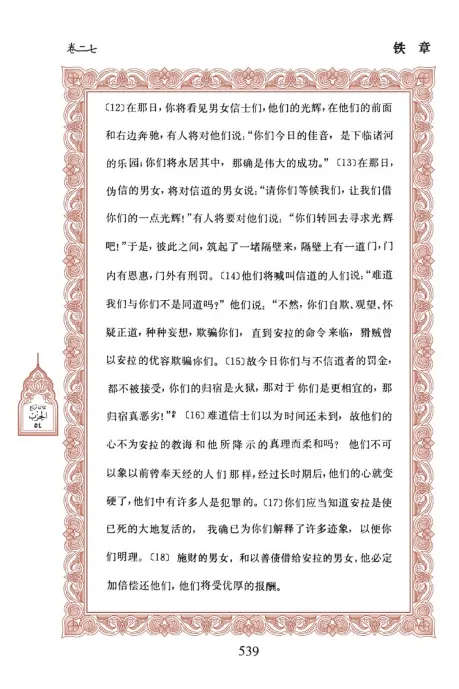 卷二七
铁 章
〔12〕在那日，你将看见男女信士们，他们的光辉，在他们的前面
和右边奔驰，有人将对他们说：“你们今日的佳音，是下临诸河
的乐园；你们将永居其中，那确是伟大的成功。”〔13〕在那日，
伪信的男女，将对信道的男女说：“请你们等候我们，让我们借
你们的一点光辉！”有人将要对他们说：“你们转回去寻求光辉
吧！”于是，彼此之间，筑起了一堵隔壁来，隔壁上有一道门，门
内有恩惠，门外有刑罚。〔14〕他们将喊叫信道的人们说：“难道
我们与你们不是同道吗？”他们说：“不然，你们自欺、观望、怀
疑正道，种种妄想，欺骗你们，直到安拉的命令来临，猾贼曾
以安拉的优容欺骗你们。〔15〕故今日你们与不信道者的罚金，
都不被接受，你们的归宿是火狱，那对于你们是更相宜的，那
归宿真恶劣！”〔16〕难道信士们以为时间还未到，故他们的
心不为安拉的教诲和他所降示的真理而柔和吗？他们不可
以象以前曾奉天经的人们那样，经过长时期后，他们的心就变
硬了，他们中有许多人是犯罪的。〔17〕你们应当知道安拉是使
已死的大地复活的，我确已为你们解释了许多迹象，以便你
们明理。〔18〕施财的男女，和以善债借给安拉的男女，他必定
加倍偿还他们，他们将受优厚的报酬。
الحزب
٥٤
539